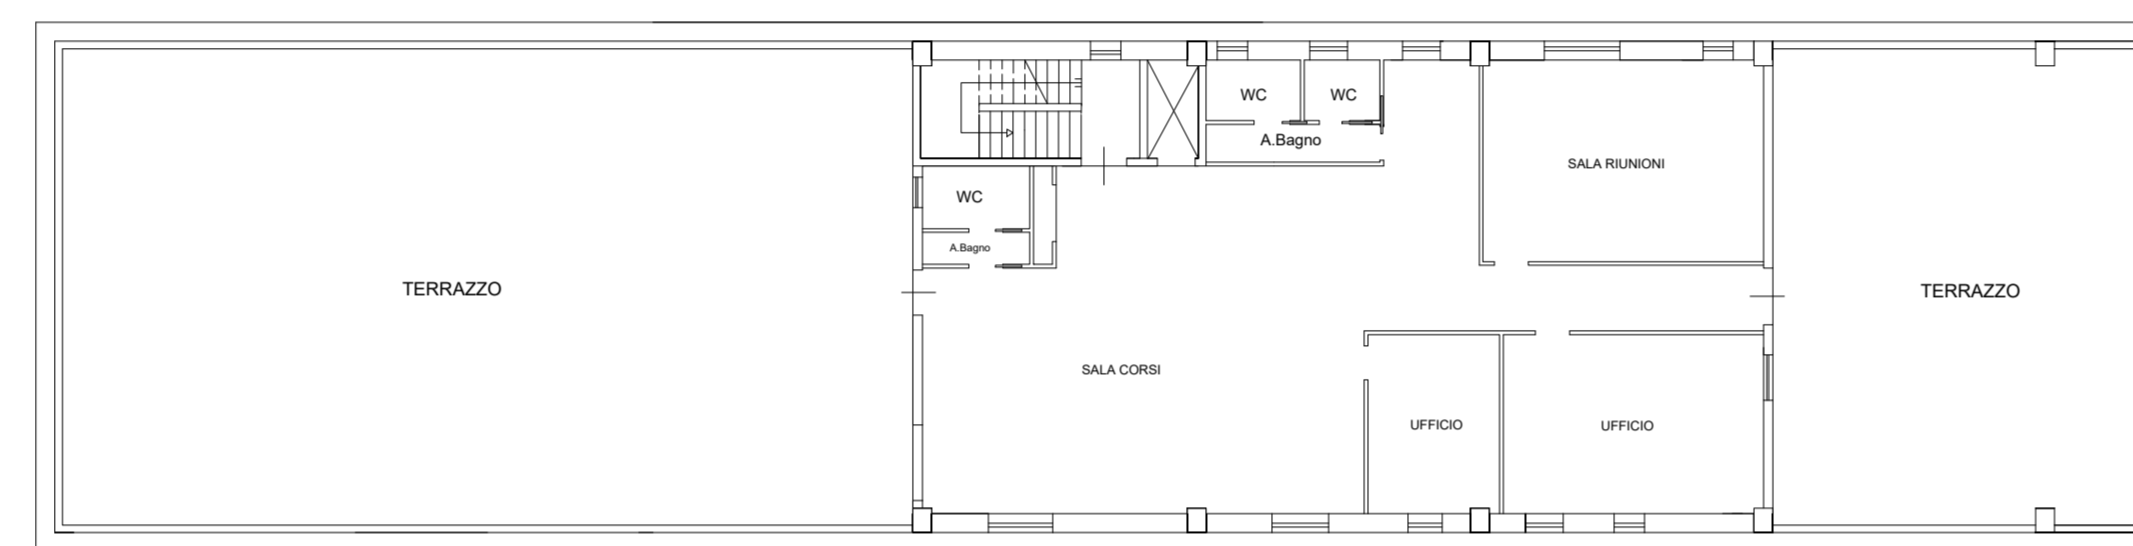 WC
WC
A.Bagno
SALA RIUNIONI
WC
A.Bagno
TERRAZZO
TERRAZZO
SALA CORSI
UFFICIO
UFFICIO